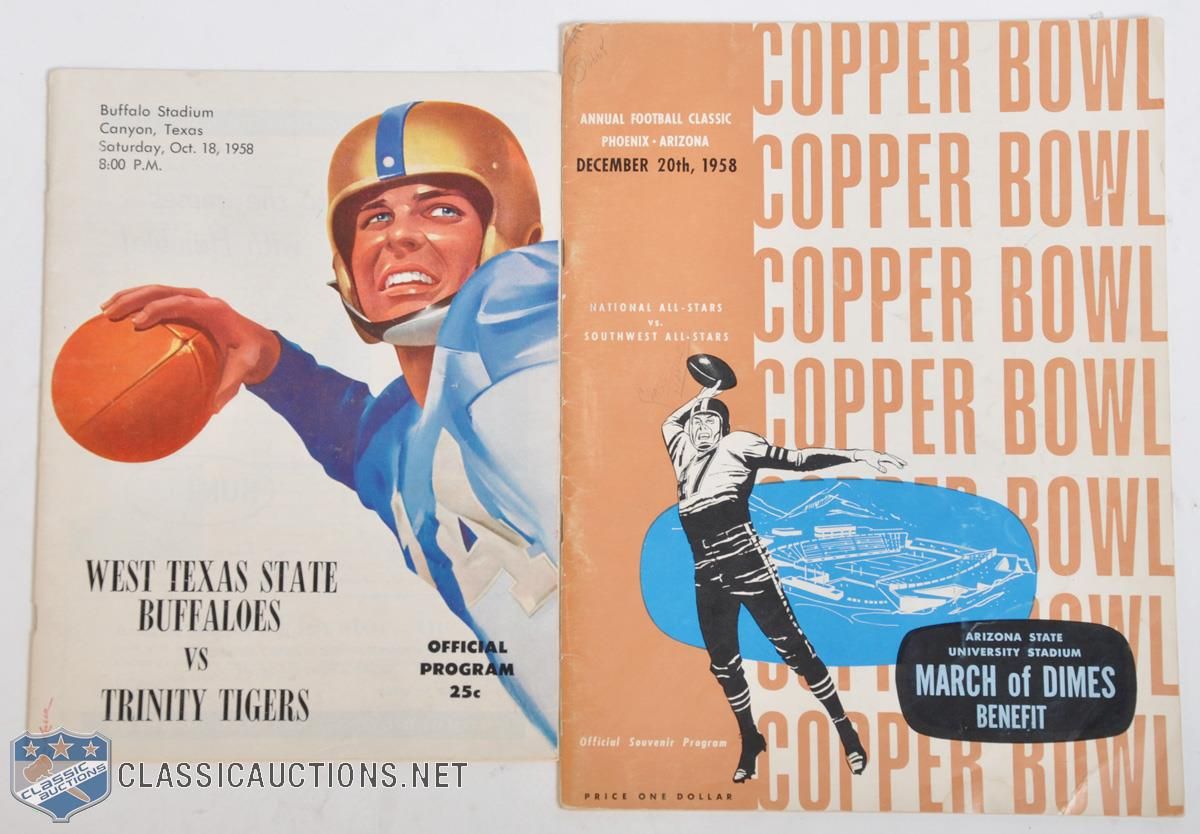 Buffalo Stadium
Canyon, Texas
Saturday, Oct. 18, 1958
8:00 P.M.
WEST TEXAS STATE
BUFFALOES
VS
TRINITY TIGERS
OFFICIAL
PROGRAM
25c
CLASSIC
AUCTIONS
CLASSICAUCTIONS.NET
ANNUAL FOOTBALL CLASSIC
PHOENIX • ARIZONA
DECEMBER 20th, 1958
NATIONAL ALL-STARS
vs.
SOUTHWEST ALL-STARS
47
COPPER BOWL
COPPER BOWL
COPPER BOWL
COPPER BOWL
BOWL
COPPER BOWL
ARIZONA STATE
UNIVERSITY STADIUM
MARCH of DIMES
BENEFIT
Official Souvenir Program
PRICE ONE DOLLAR